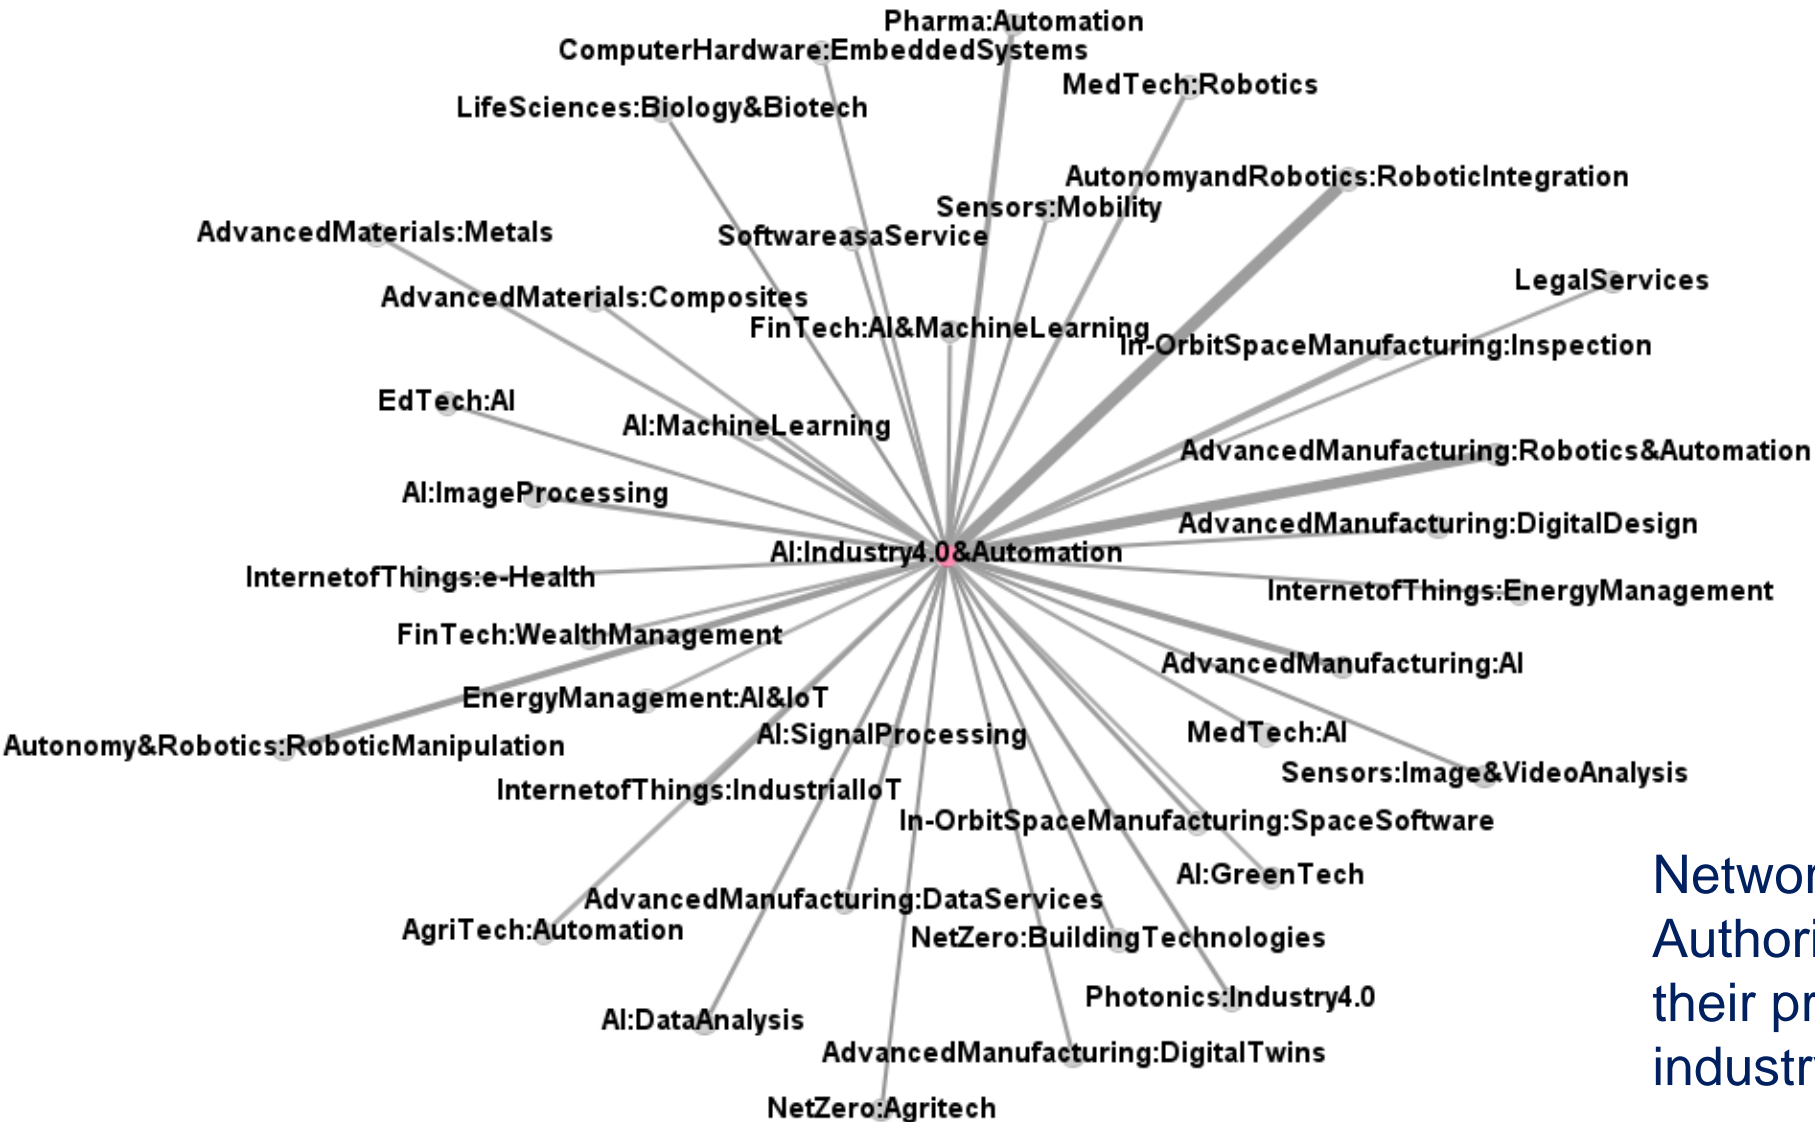 Pharma:Automation
ComputerHardware:EmbeddedSystems
MedTech:Robotics
LifeSciences:Biology&Biotech
AutonomyandRobotics:RoboticIntegration
Sensors:Mobility
AdvancedMaterials:Metals
SoftwareasaService
LegalServices
AdvancedMaterials:Composites
FinTech:AI&MachineLearning
In-OrbitSpaceManufacturing:Inspection
EdTech:AI
AI:MachineLearning
AdvancedManufacturing:Robotics&Automation
AI:ImageProcessing
AdvancedManufacturing:DigitalDesign
AI:Industry4.0&Automation
InternetofThings:e-Health
InternetofThings:EnergyManagement
FinTech:WealthManagement
AdvancedManufacturing:AI
EnergyManagement:AI&IoT
AI:SignalProcessing
MedTech:AI
Autonomy&Robotics:RoboticManipulation
Sensors:Image&VideoAnalysis
InternetofThings:IndustrialIoT
In-OrbitSpaceManufacturing:SpaceSoftware
AI:GreenTech
AdvancedManufacturing:DataServices
AgriTech:Automation
NetZero:BuildingTechnologies
Photonics:Industry4.0
AI:DataAnalysis
AdvancedManufacturing:DigitalTwins
NetZero:Agritech
their